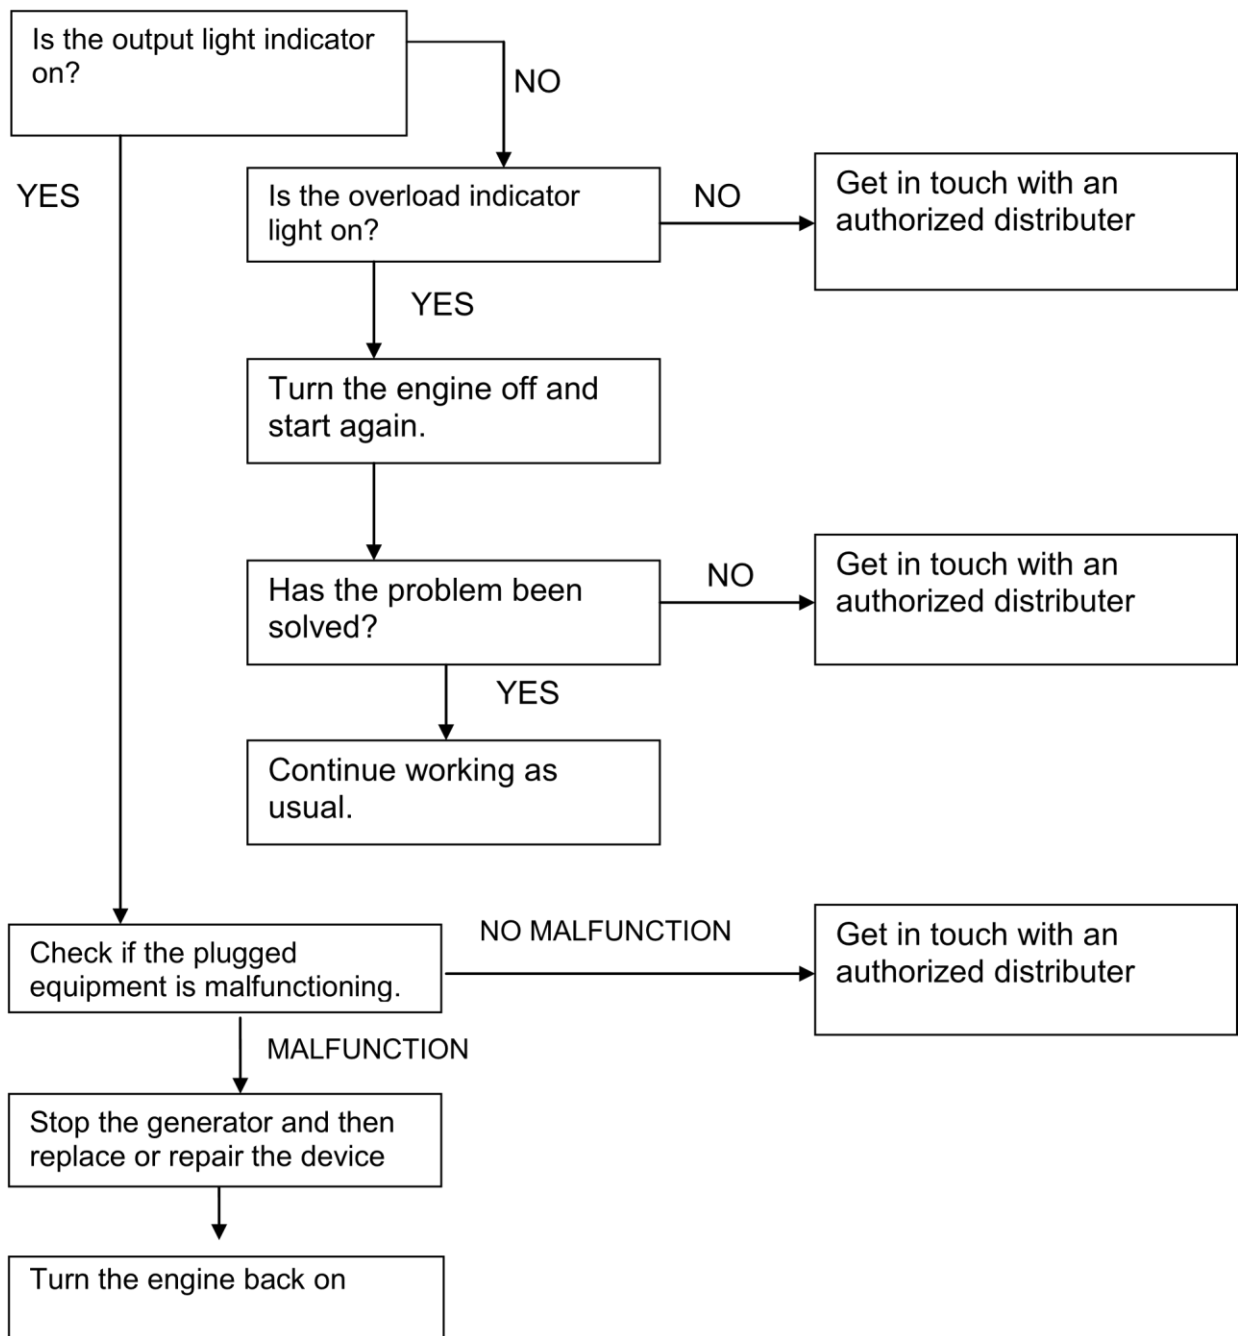 Is the output light indicator
on?
NO
YES
Is the overload indicator
light on?
NO
Get in touch with an
authorized distributer
YES
Turn the engine off and
start again.
Has the problem been
solved?
NO
Get in touch with an
authorized distributer
YES
Continue working as
usual.
Check if the plugged
equipment is malfunctioning.
NO MALFUNCTION
Get in touch with an
authorized distributer
MALFUNCTION
Stop the generator and then
replace or repair the device
Turn the engine back on